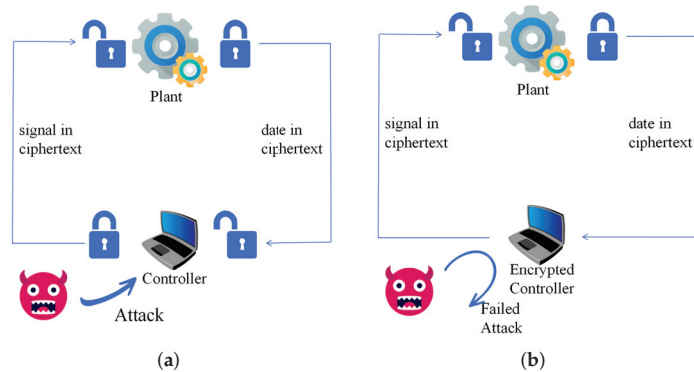 Plant
signal in
ciphertext
date in
ciphertext
Controller
Attack
(a)
Plant
signal in
ciphertext
date in
ciphertext
Encrypted
Controller
Failed
Attack
(b)